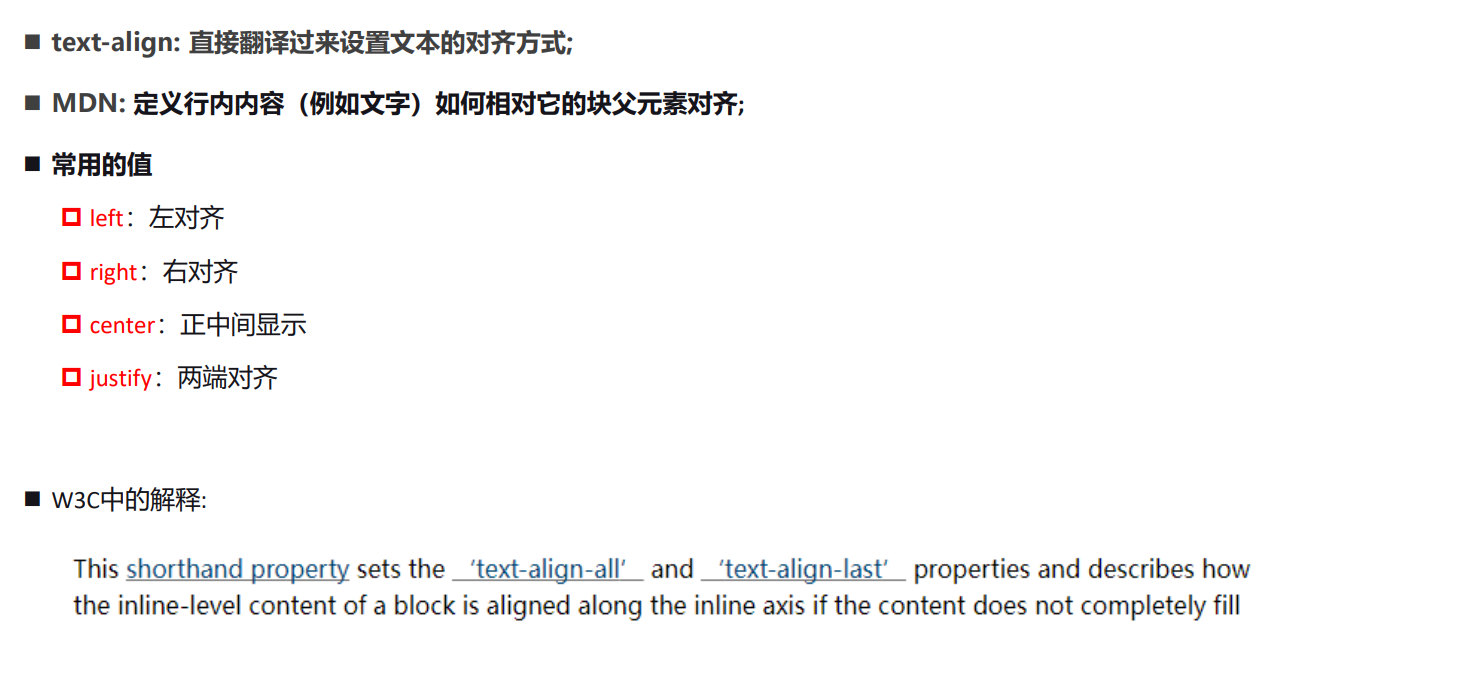 text-align: 直接翻译过来设置文本的对齐方式;
MDN: 定义行内内容（例如文字）如何相对它的块父元素对齐;
常用的值
left：左对齐
right：右对齐
center：正中间显示
justify：两端对齐
W3C中的解释:
This shorthand property sets the ‘text-align-all’ and ‘text-align-last’ properties and describes how
the inline-level content of a block is aligned along the inline axis if the content does not completely fill